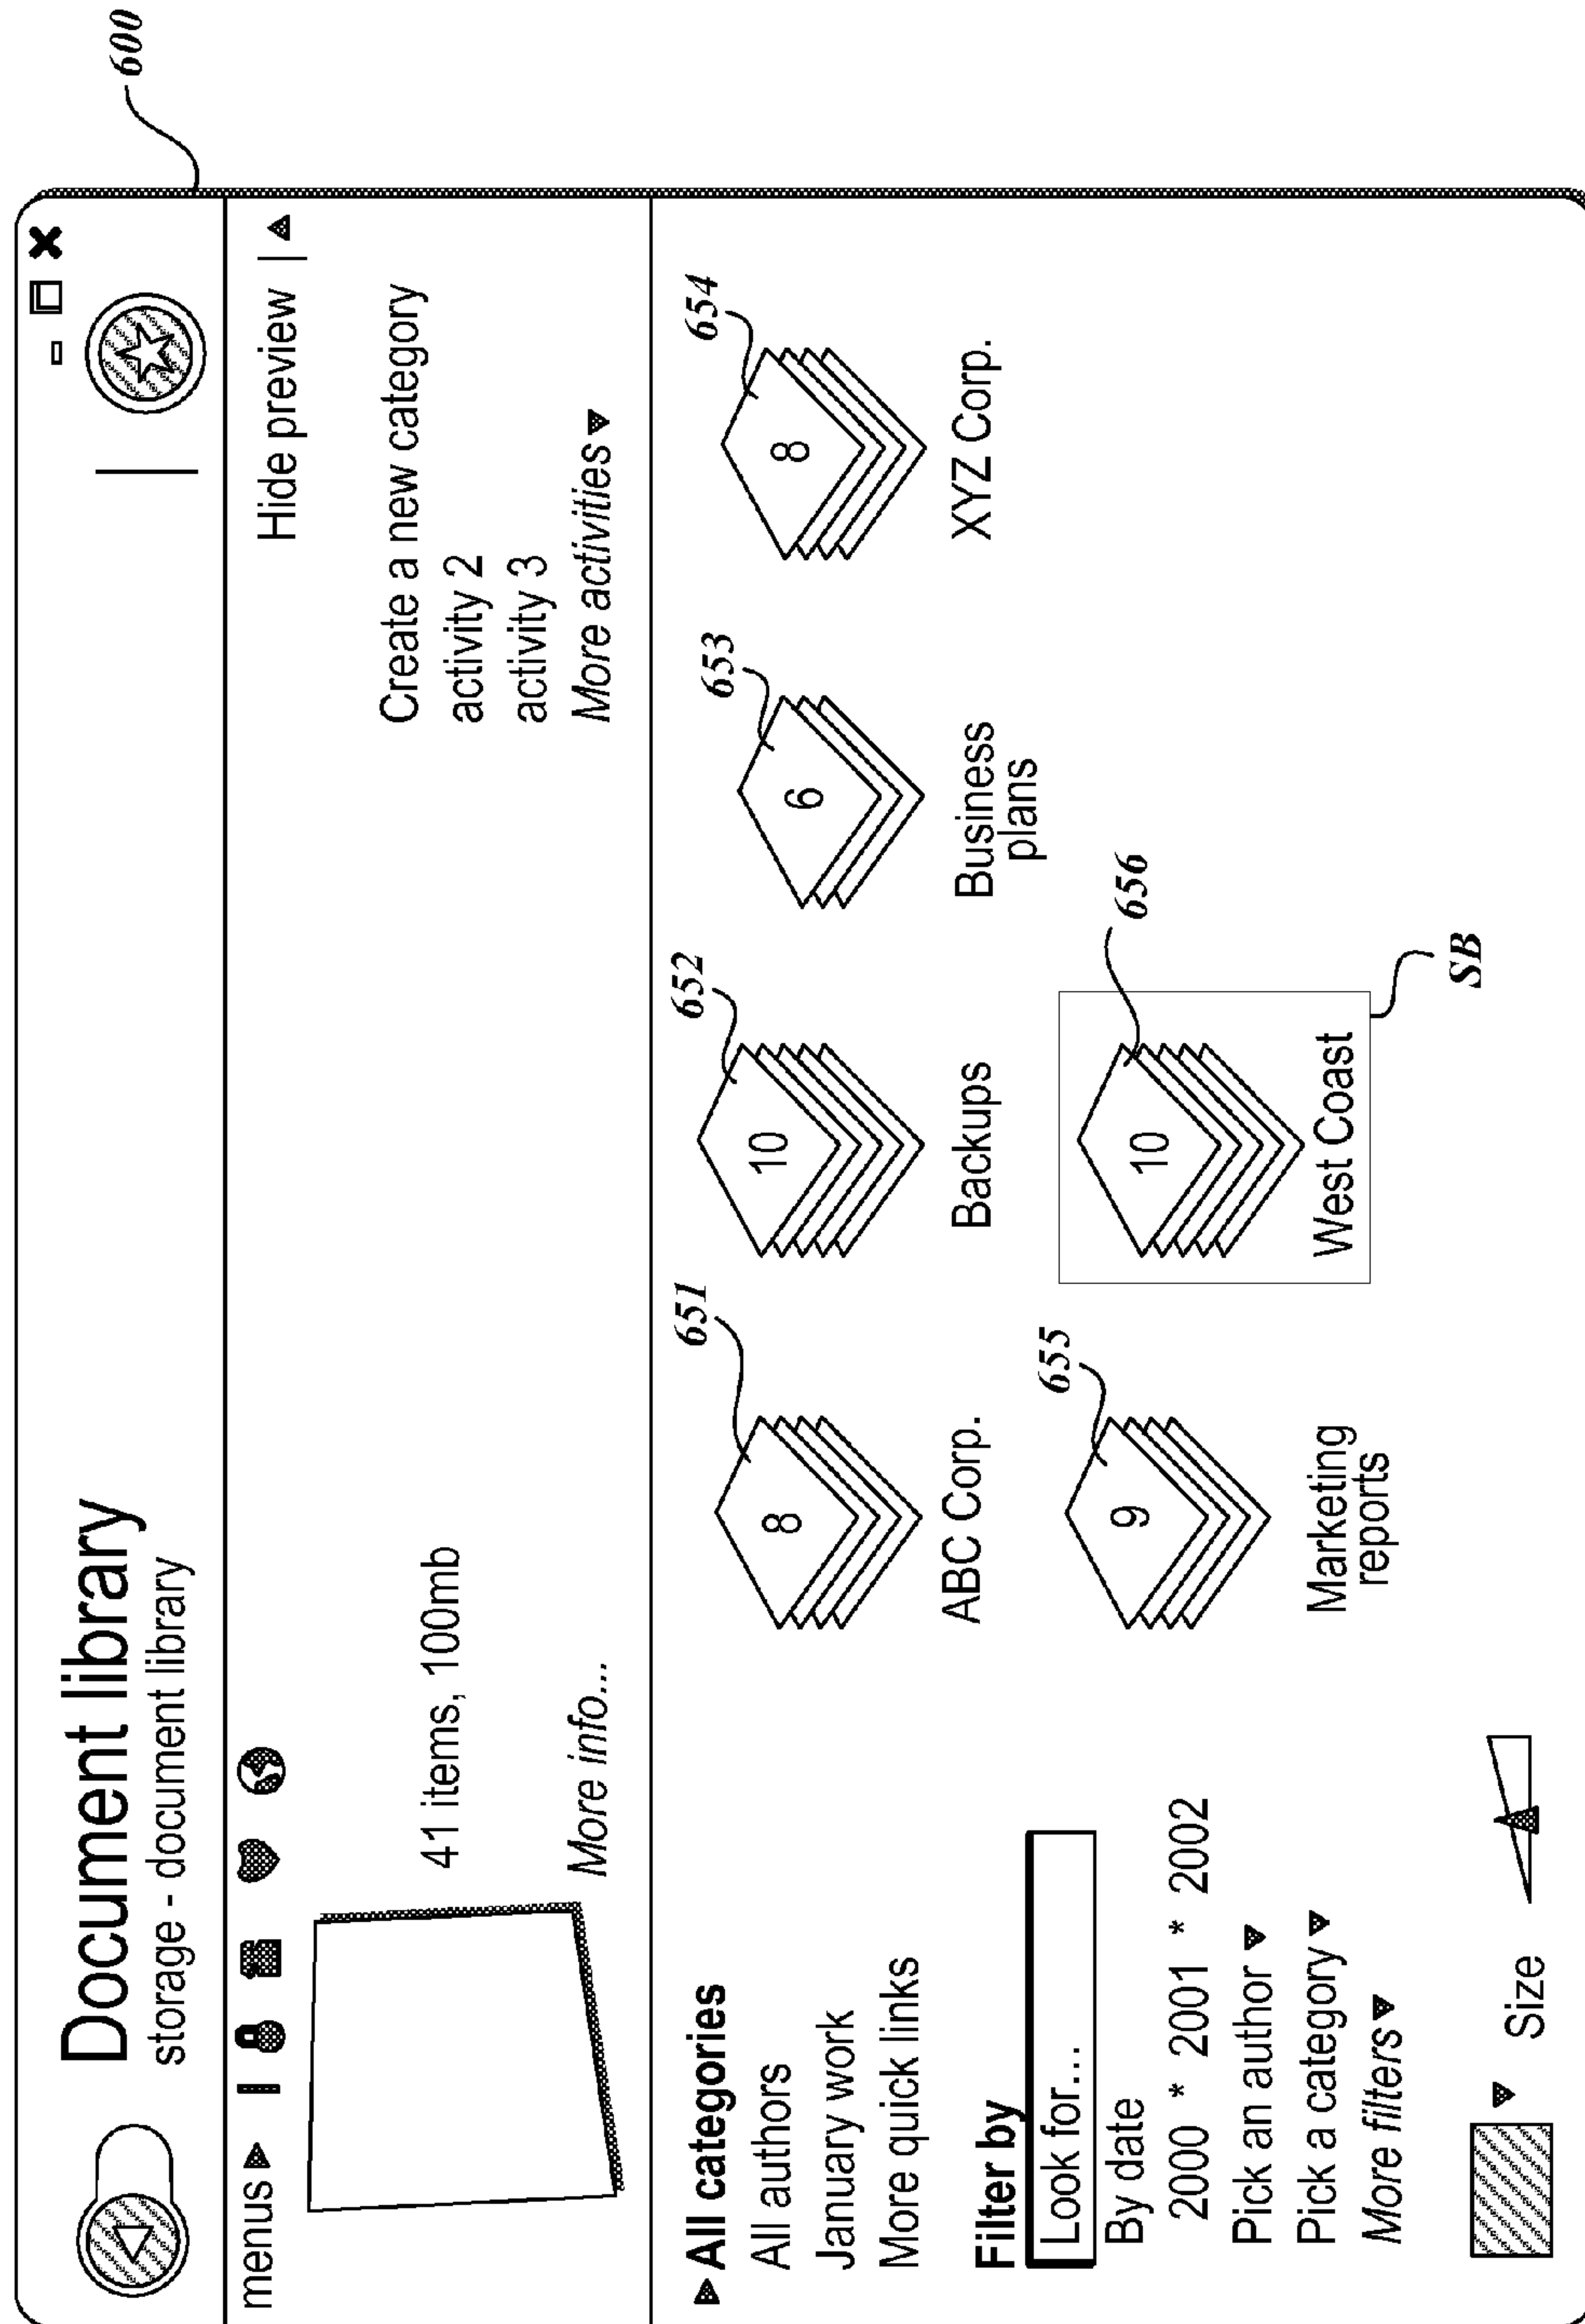 600
Document library
storage - document library
menus
Hide preview
41 items, 100mb
More info...
Create a new category
activity 2
activity 3
More activities
All categories
All authors
January work
More quick links
Filter by
Look for...
By date
2000 * 2001 * 2002
Pick an author
Pick a category
More filters
Size
651
8
ABC Corp.
652
10
Backups
653
6
Business
plans
654
8
XYZ Corp.
655
9
Marketing
reports
656
10
West Coast
SB